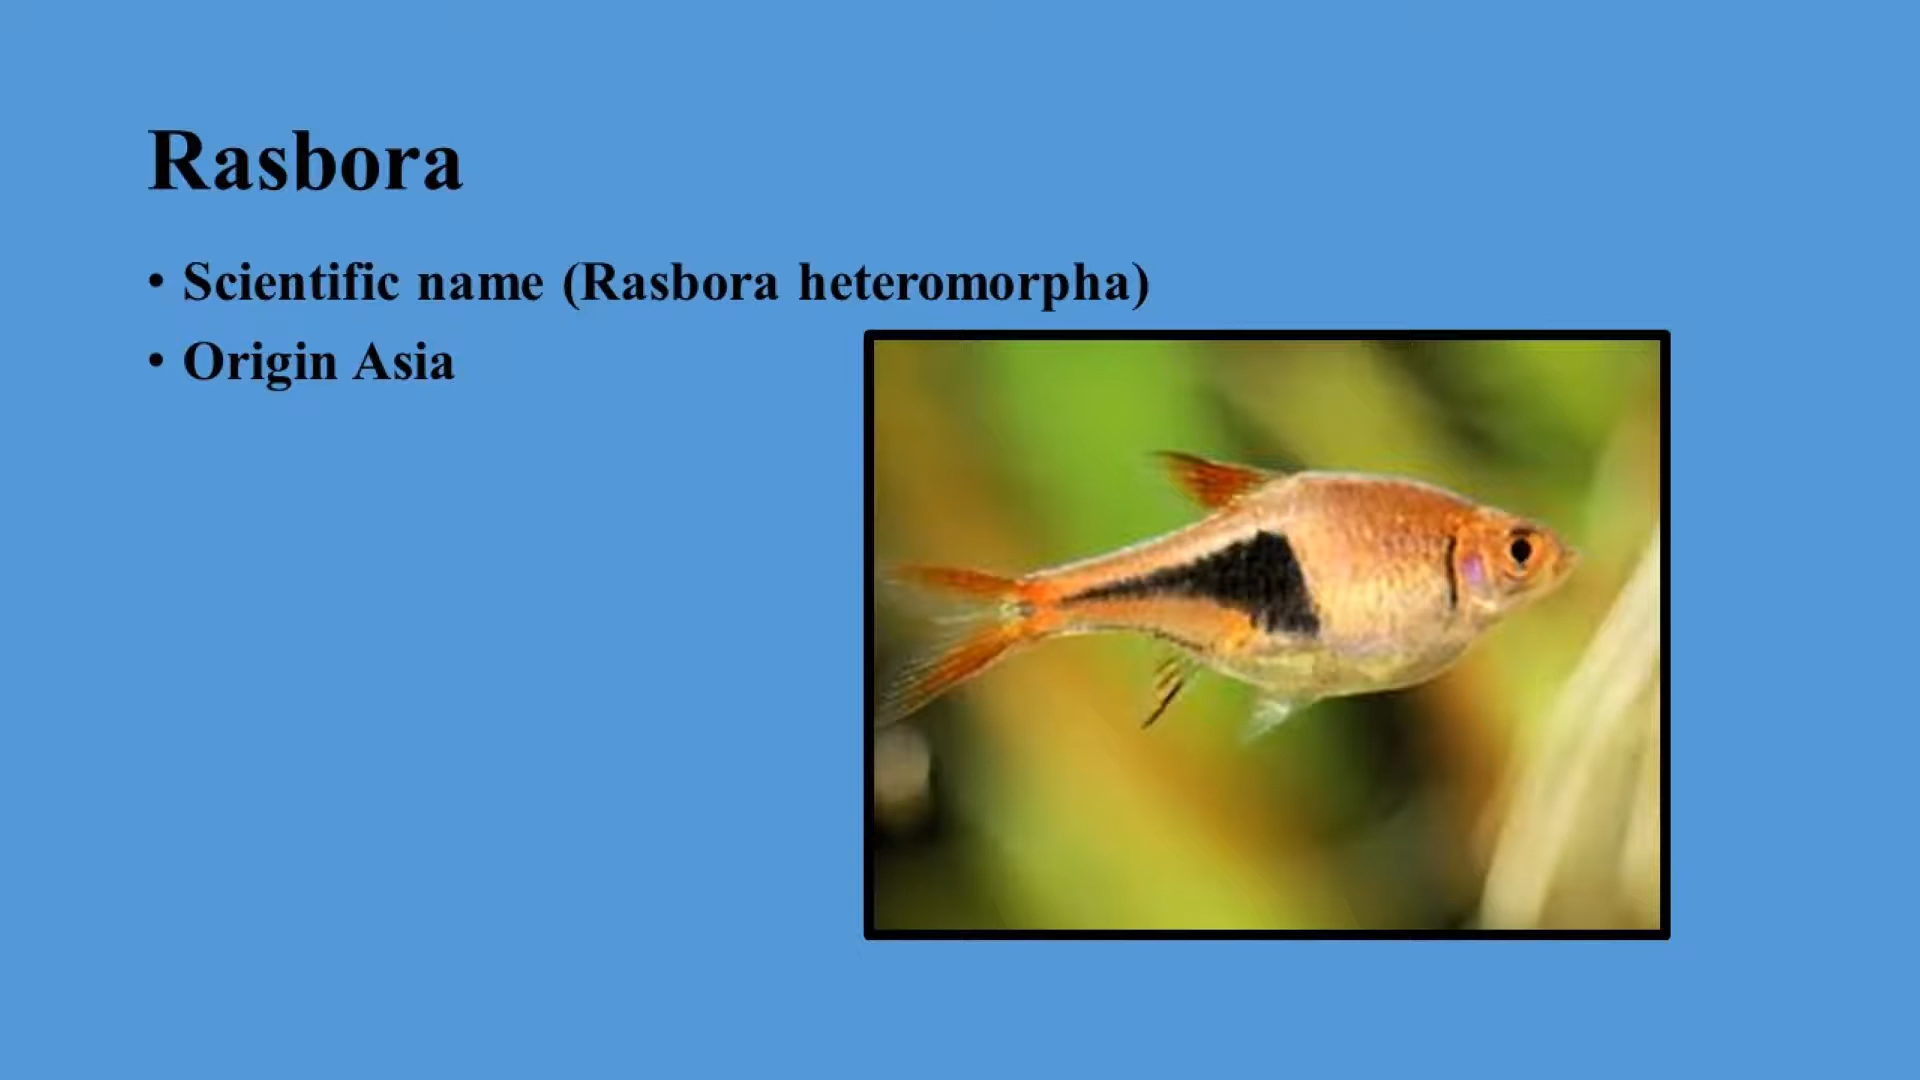 Rasbora
• Scientific name (Rasbora heteromorpha)
• Origin Asia